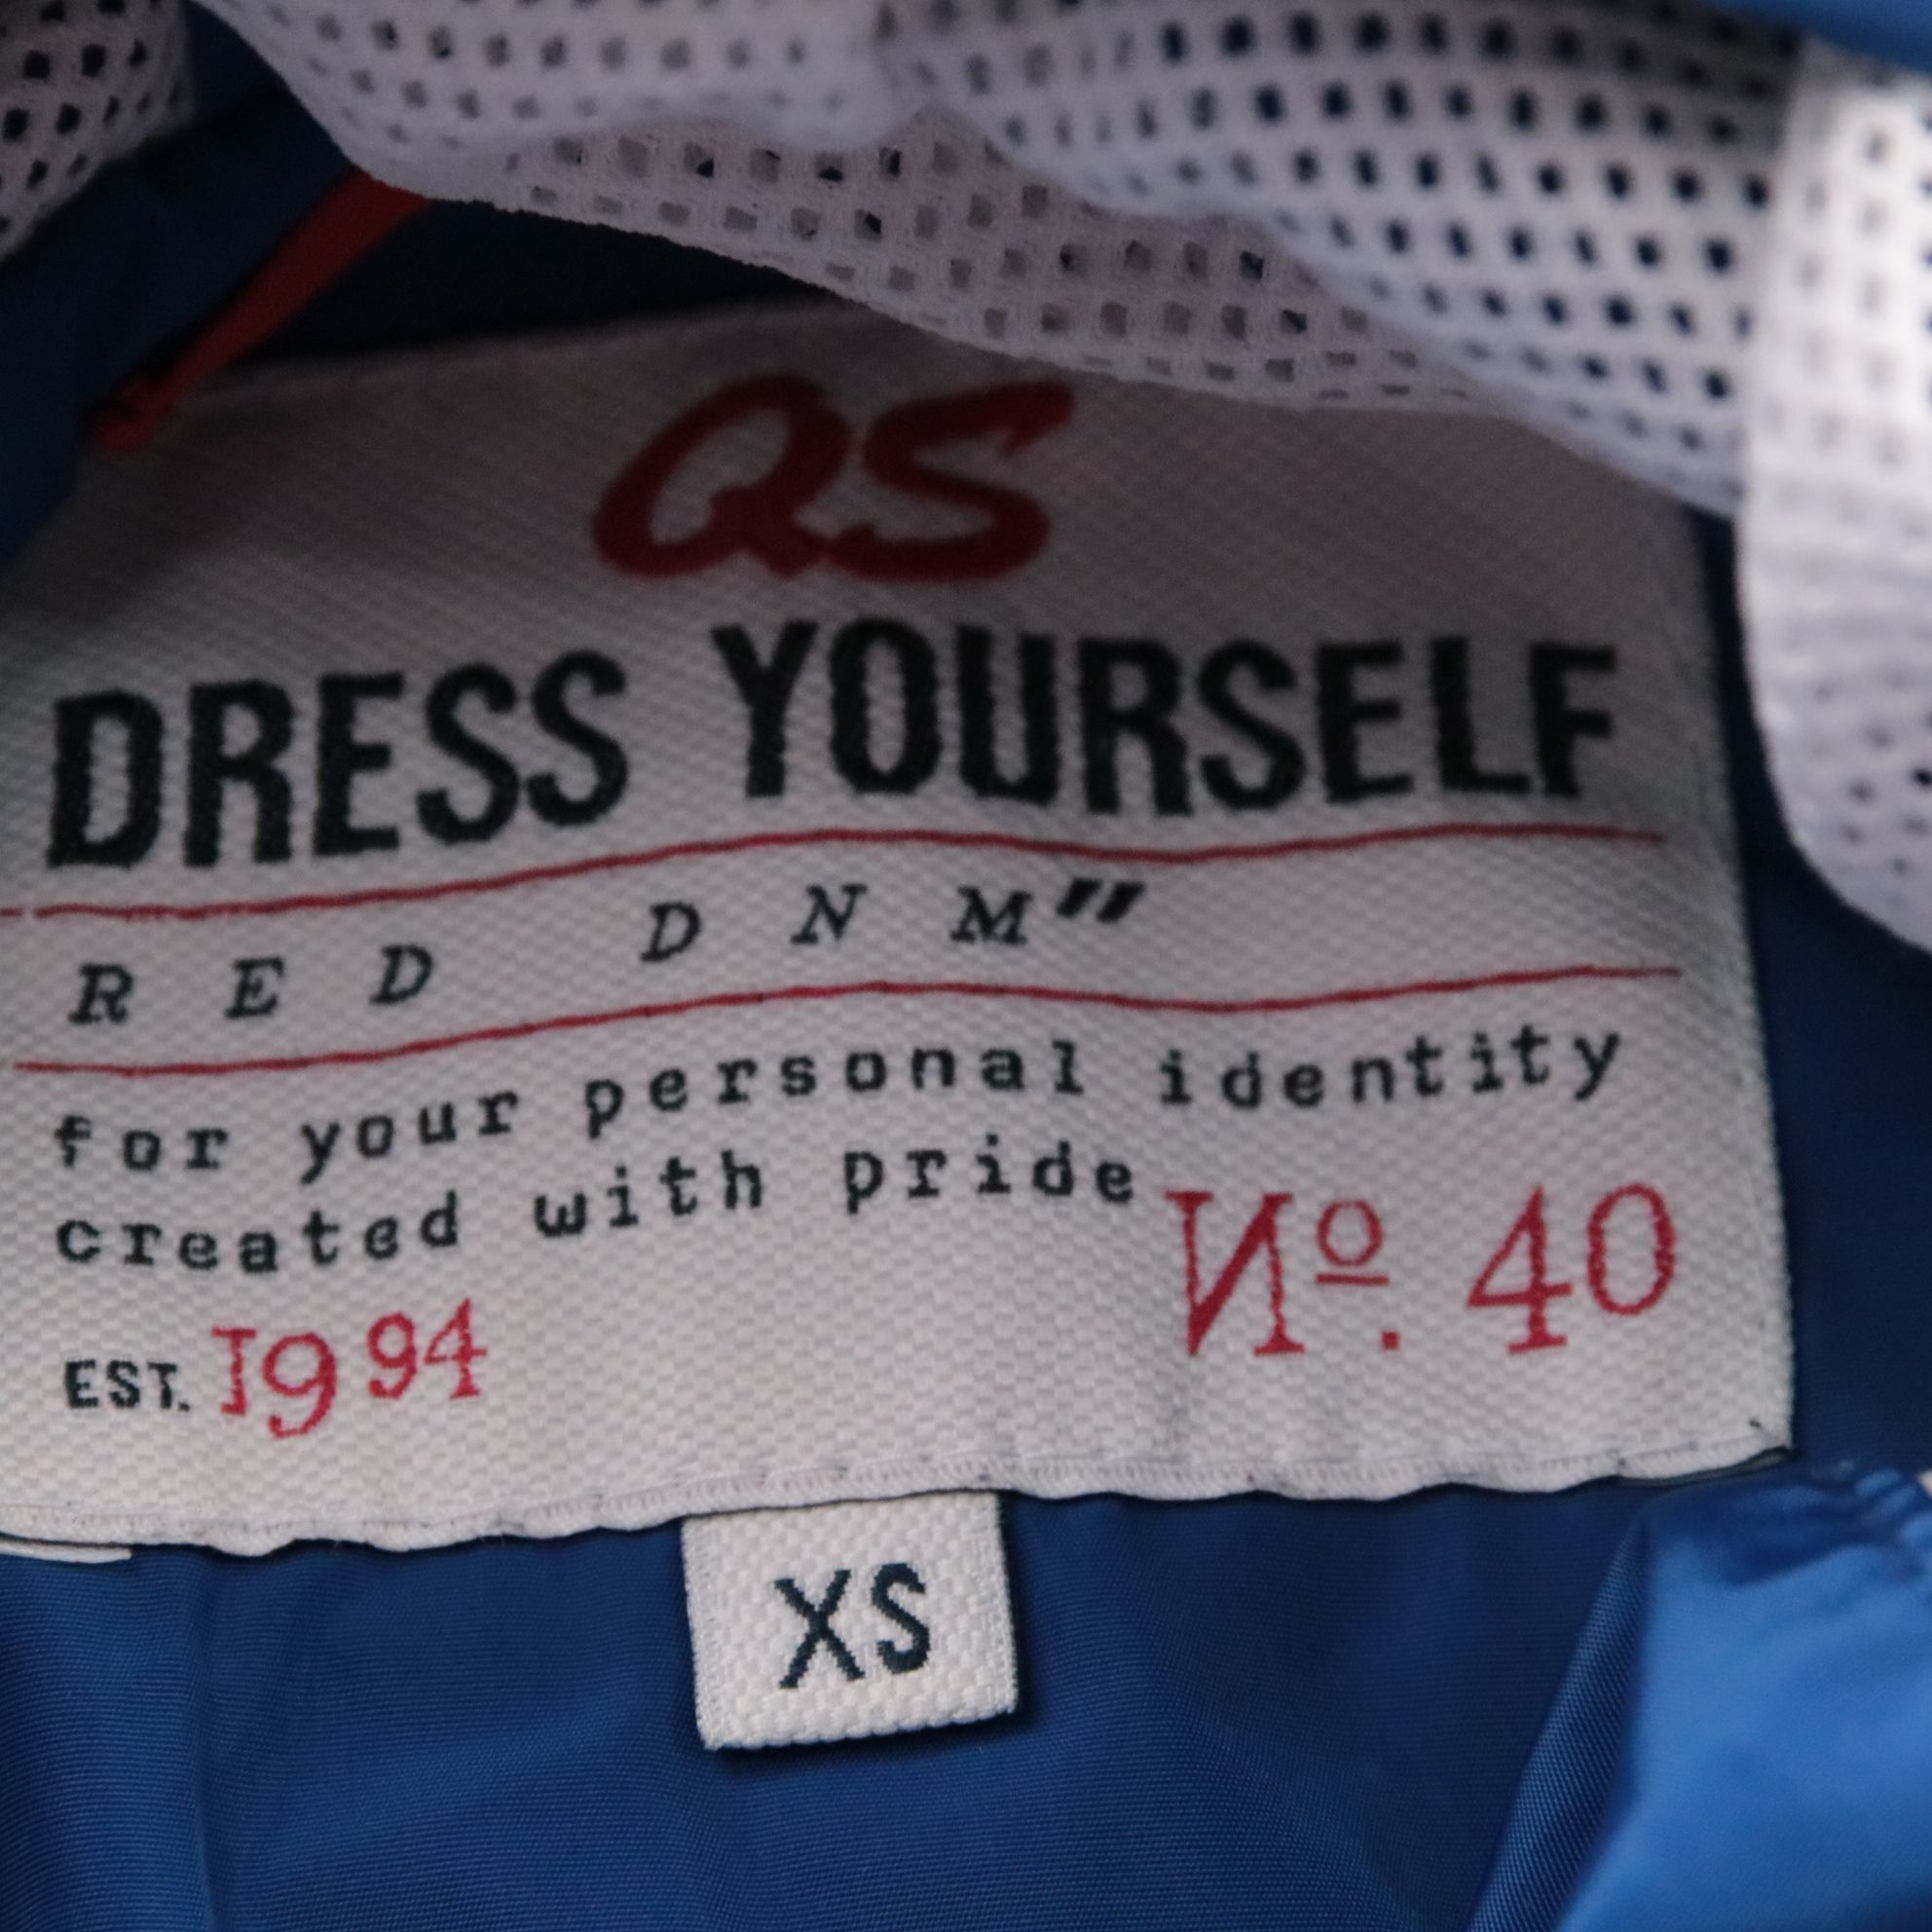 QS
DRESS YOURSELF
RED DNM"
for your personal identity
created with pride
Nº. 40
EST. 1994
XS